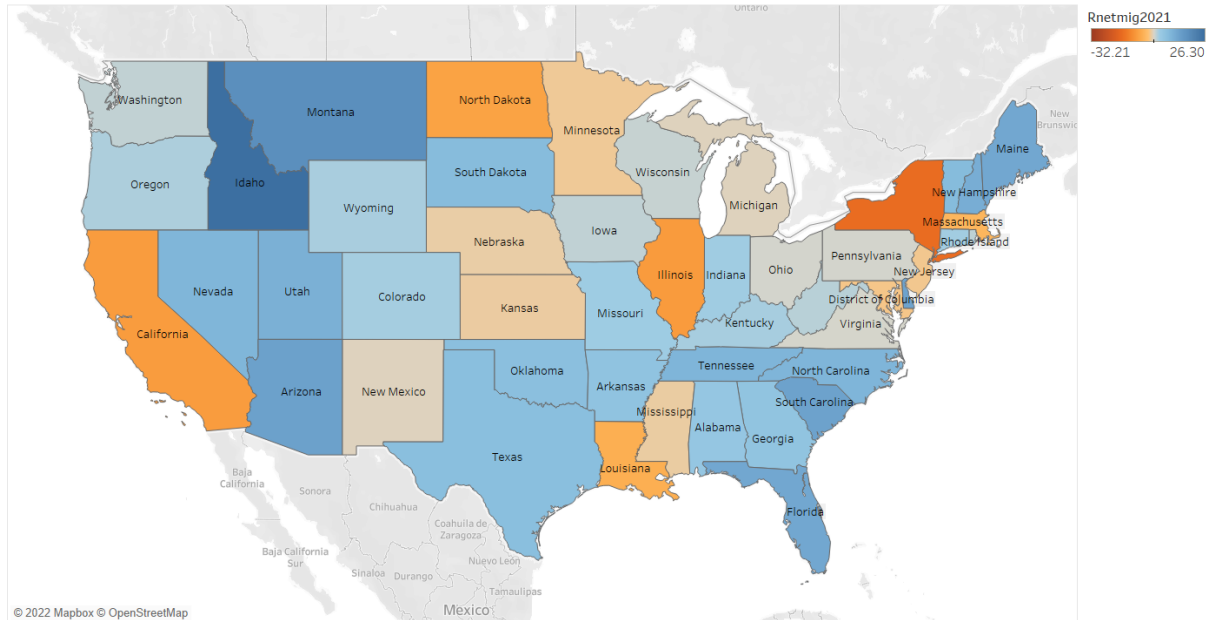 Ontario
Rnetmig2021
-32.21 26.30
New
Brunswick
Washington
Montana
North Dakota
Minnesota
Maine
Oregon
Idaho
South Dakota
Wisconsin
New Hampshire
Wyoming
Michigan
Massachusetts
Iowa
Rhode Island
Nebraska
Pennsylvania
Ohio
New Jersey
Illinois
Indiana
Nevada
Utah
Colorado
District of Columbia
Kansas
Missouri
Kentucky
Virginia
California
Tennessee
North Carolina
Oklahoma
Arizona
New Mexico
Arkansas
South Carolina
Mississippi
Alabama
Georgia
Texas
Louisiana
Florida
Baja
California
Sonora
Chihuahua
Coahuila de
Zaragoza
Baja California
Sur
Nuevo León
Sinaloa
Durango
Tamaulipas
Mexico
© 2022 Mapbox © OpenStreetMap